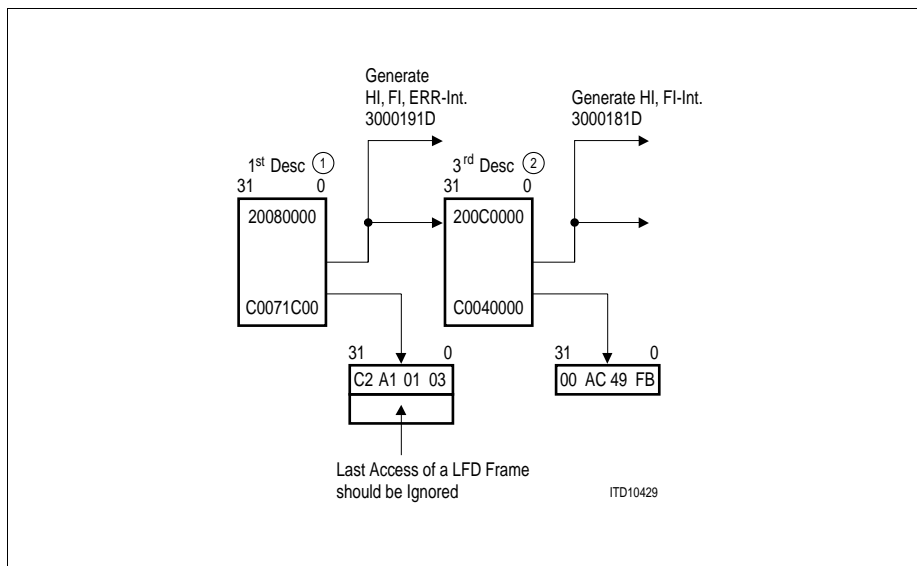 Generate
HI, FI, ERR-Int.
3000191D
Generate HI, FI-Int.
3000181D
1st Desc 1
31 0
20080000
C0071C00
3rd Desc 2
31 0
200C0000
C0040000
31 0
C2 A1 01 03
31 0
00 AC 49 FB
Last Access of a LFD Frame
should be Ignored
ITD10429